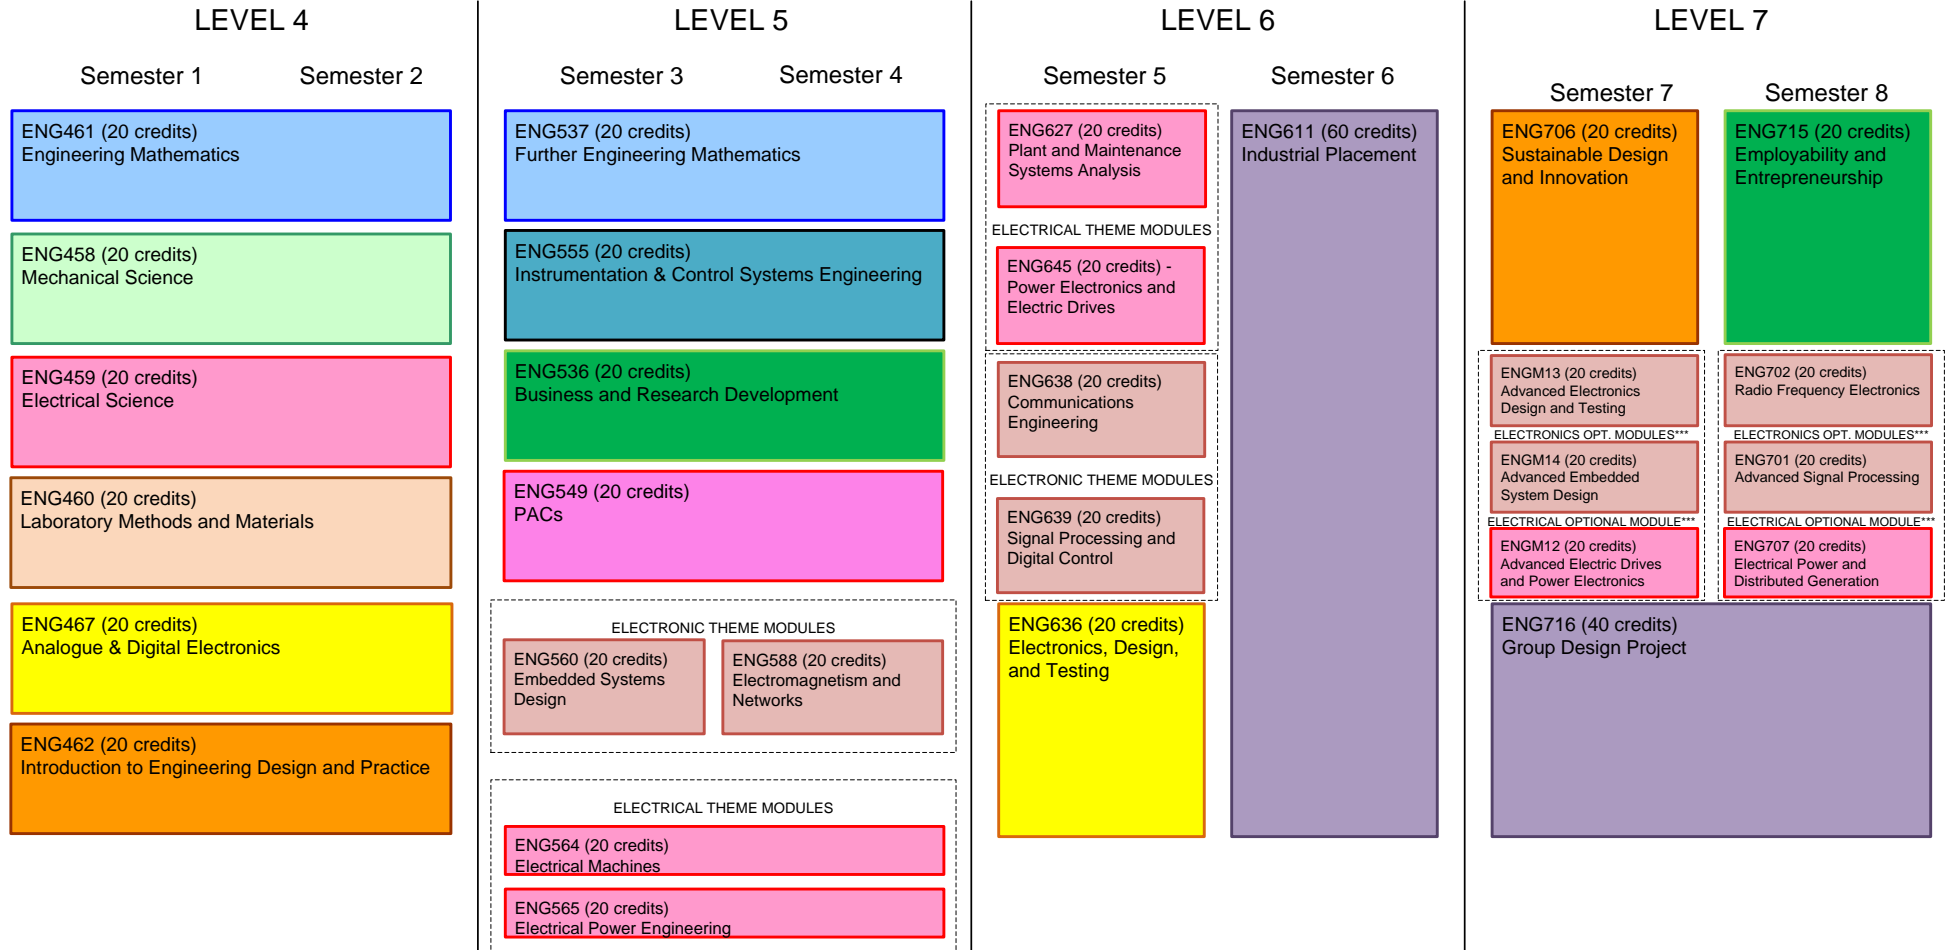 LEVEL 4
Semester 1
Semester 2
ENG461 (20 credits)
Engineering Mathematics
ENG458 (20 credits)
Mechanical Science
ENG459 (20 credits)
Electrical Science
ENG460 (20 credits)
Laboratory Methods and Materials
ENG467 (20 credits)
Analogue & Digital Electronics
ENG462 (20 credits)
Introduction to Engineering Design and Practice
LEVEL 5
Semester 3
Semester 4
ENG537 (20 credits)
Further Engineering Mathematics
ENG555 (20 credits)
Instrumentation & Control Systems Engineering
ENG536 (20 credits)
Business and Research Development
ENG549 (20 credits)
PACs
ELECTRONIC THEME MODULES
ENG560 (20 credits)
Embedded Systems
Design
ENG588 (20 credits)
Electromagnetism and
Networks
ELECTRICAL THEME MODULES
ENG564 (20 credits)
Electrical Machines
ENG565 (20 credits)
Electrical Power Engineering
LEVEL 6
Semester 5
Semester 6
ENG627 (20 credits)
Plant and Maintenance
Systems Analysis
ELECTRICAL THEME MODULES
ENG645 (20 credits) -
Power Electronics and
Electric Drives
ENG638 (20 credits)
Communications
Engineering
ELECTRONIC THEME MODULES
ENG639 (20 credits)
Signal Processing and
Digital Control
ENG636 (20 credits)
Electronics, Design,
and Testing
ENG611 (60 credits)
Industrial Placement
LEVEL 7
Semester 7
Semester 8
ENG706 (20 credits)
Sustainable Design
and Innovation
ENG715 (20 credits)
Employability and
Entrepreneurship
ENGM13 (20 credits)
Advanced Electronics
Design and Testing
ELECTRONICS OPT. MODULES***
ENGM14 (20 credits)
Advanced Embedded
System Design
ELECTRICAL OPTIONAL MODULE***
ENGM12 (20 credits)
Advanced Electric Drives
and Power Electronics
ENG702 (20 credits)
Radio Frequency Electronics
ELECTRONICS OPT. MODULES***
ENG701 (20 credits)
Advanced Signal Processing
ELECTRICAL OPTIONAL MODULE***
ENG707 (20 credits)
Electrical Power and
Distributed Generation
ENG716 (40 credits)
Group Design Project